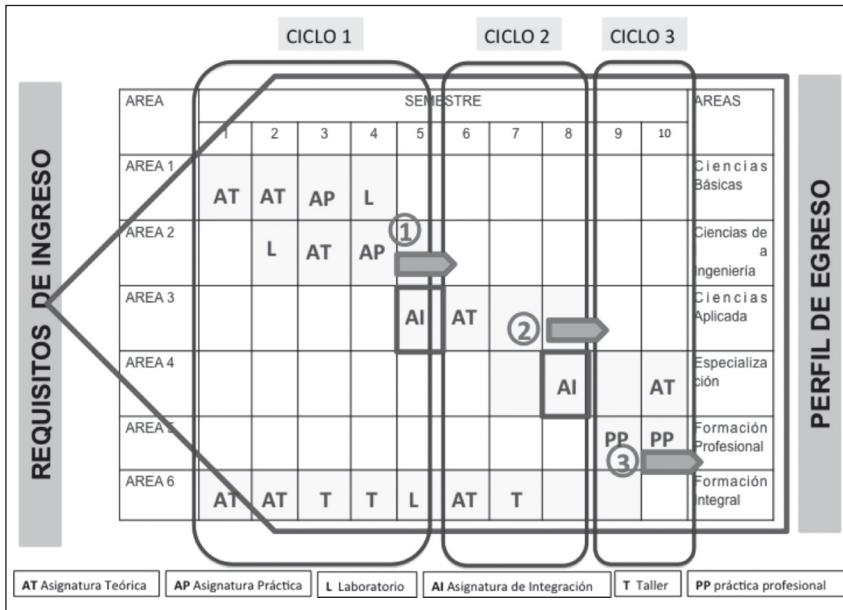 CICLO 1 CICLO 2 CICLO 3
REQUISITOS DE INGRESO
AREA SEMESTRE AREAS
1 2 3 4 5 6 7 8 9 10
AREA 1 Ciencias
AT AT AP L Básicas
AREA 2 1 Ciencias de
L AT AP l a
Ingeniería
AREA 3 Ciencias
AI AT 2 Aplicada
AREA 4 Especializa
AI AT ción
AREA 5 Formación
PP PP Profesional
3
AREA 6 Formación
AT AT T T L AT T Integral
PERFIL DE EGRESO
AT Asignatura Teórica AP Asignatura Práctica L Laboratorio AI Asignatura de Integración T Taller PP práctica profesional